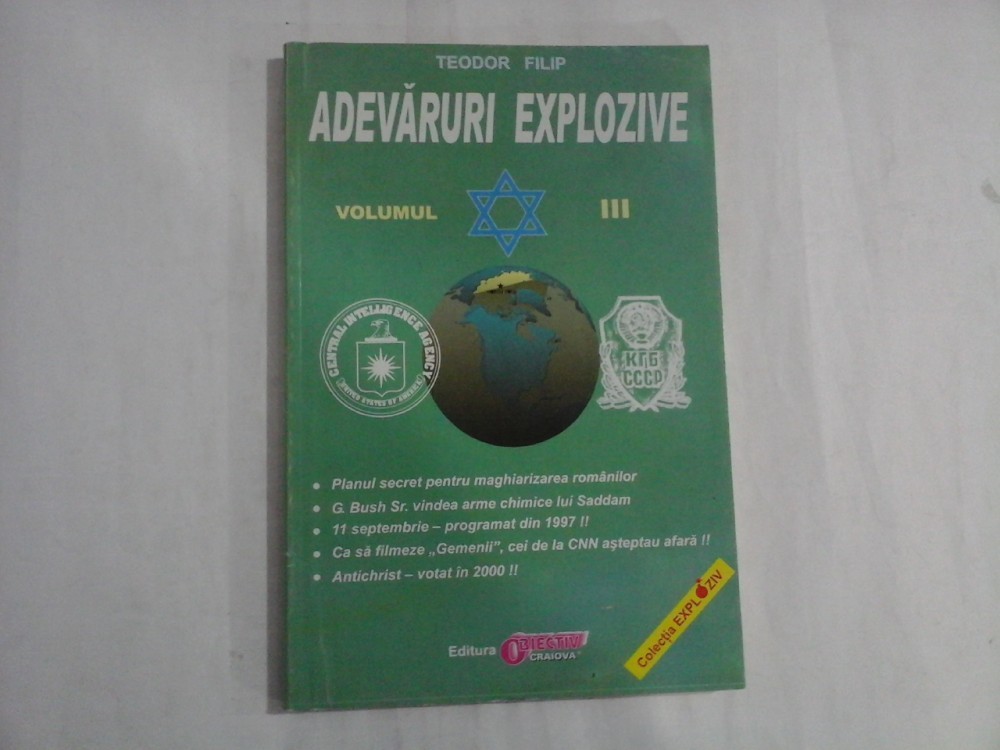 TEODOR FILIP
ADEVĂRURI EXPLOZIVE
VOLUMUL III
CENTRAL INTELLIGENCE AGENCY
UNITED STATES OF AMERICA
КГБ
СССР
• Planul secret pentru maghiarizarea românilor
• G. Bush Sr. vindea arme chimice lui Saddam
• 11 septembrie – programat din 1997 !!
• Ca să filmeze „Gemenii”, cei de la CNN aşteptau afară !!
• Antichrist – votat în 2000 !!
Colecţia EXPLOZIV
Editura OBIECTIV
CRAIOVA